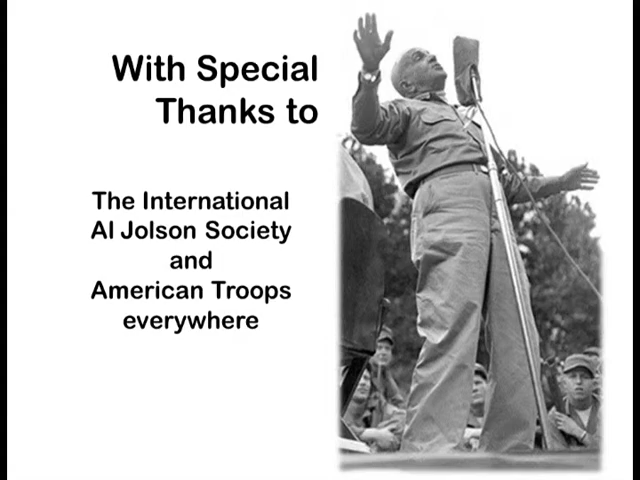 With Special
Thanks to
The International
Al Jolson Society
and
American Troops
everywhere